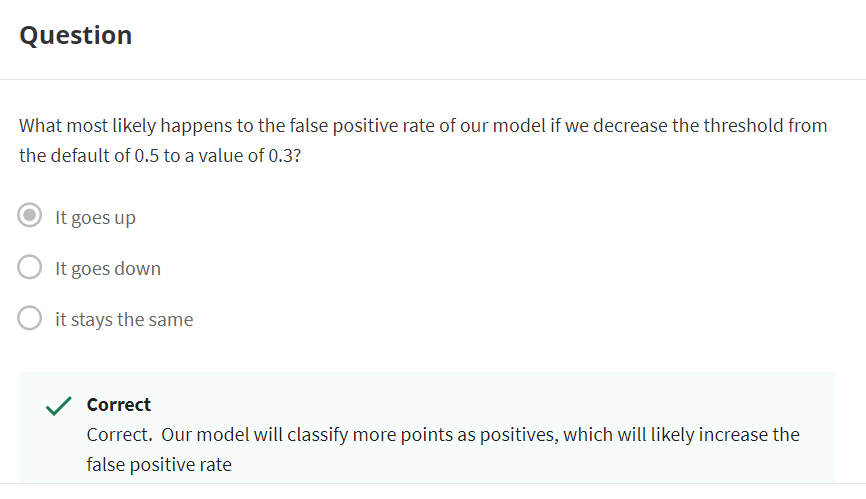 Question
What most likely happens to the false positive rate of our model if we decrease the threshold from
the default of 0.5 to a value of 0.3?
It goes up
It goes down
it stays the same
Correct
Correct.  Our model will classify more points as positives, which will likely increase the
false positive rate